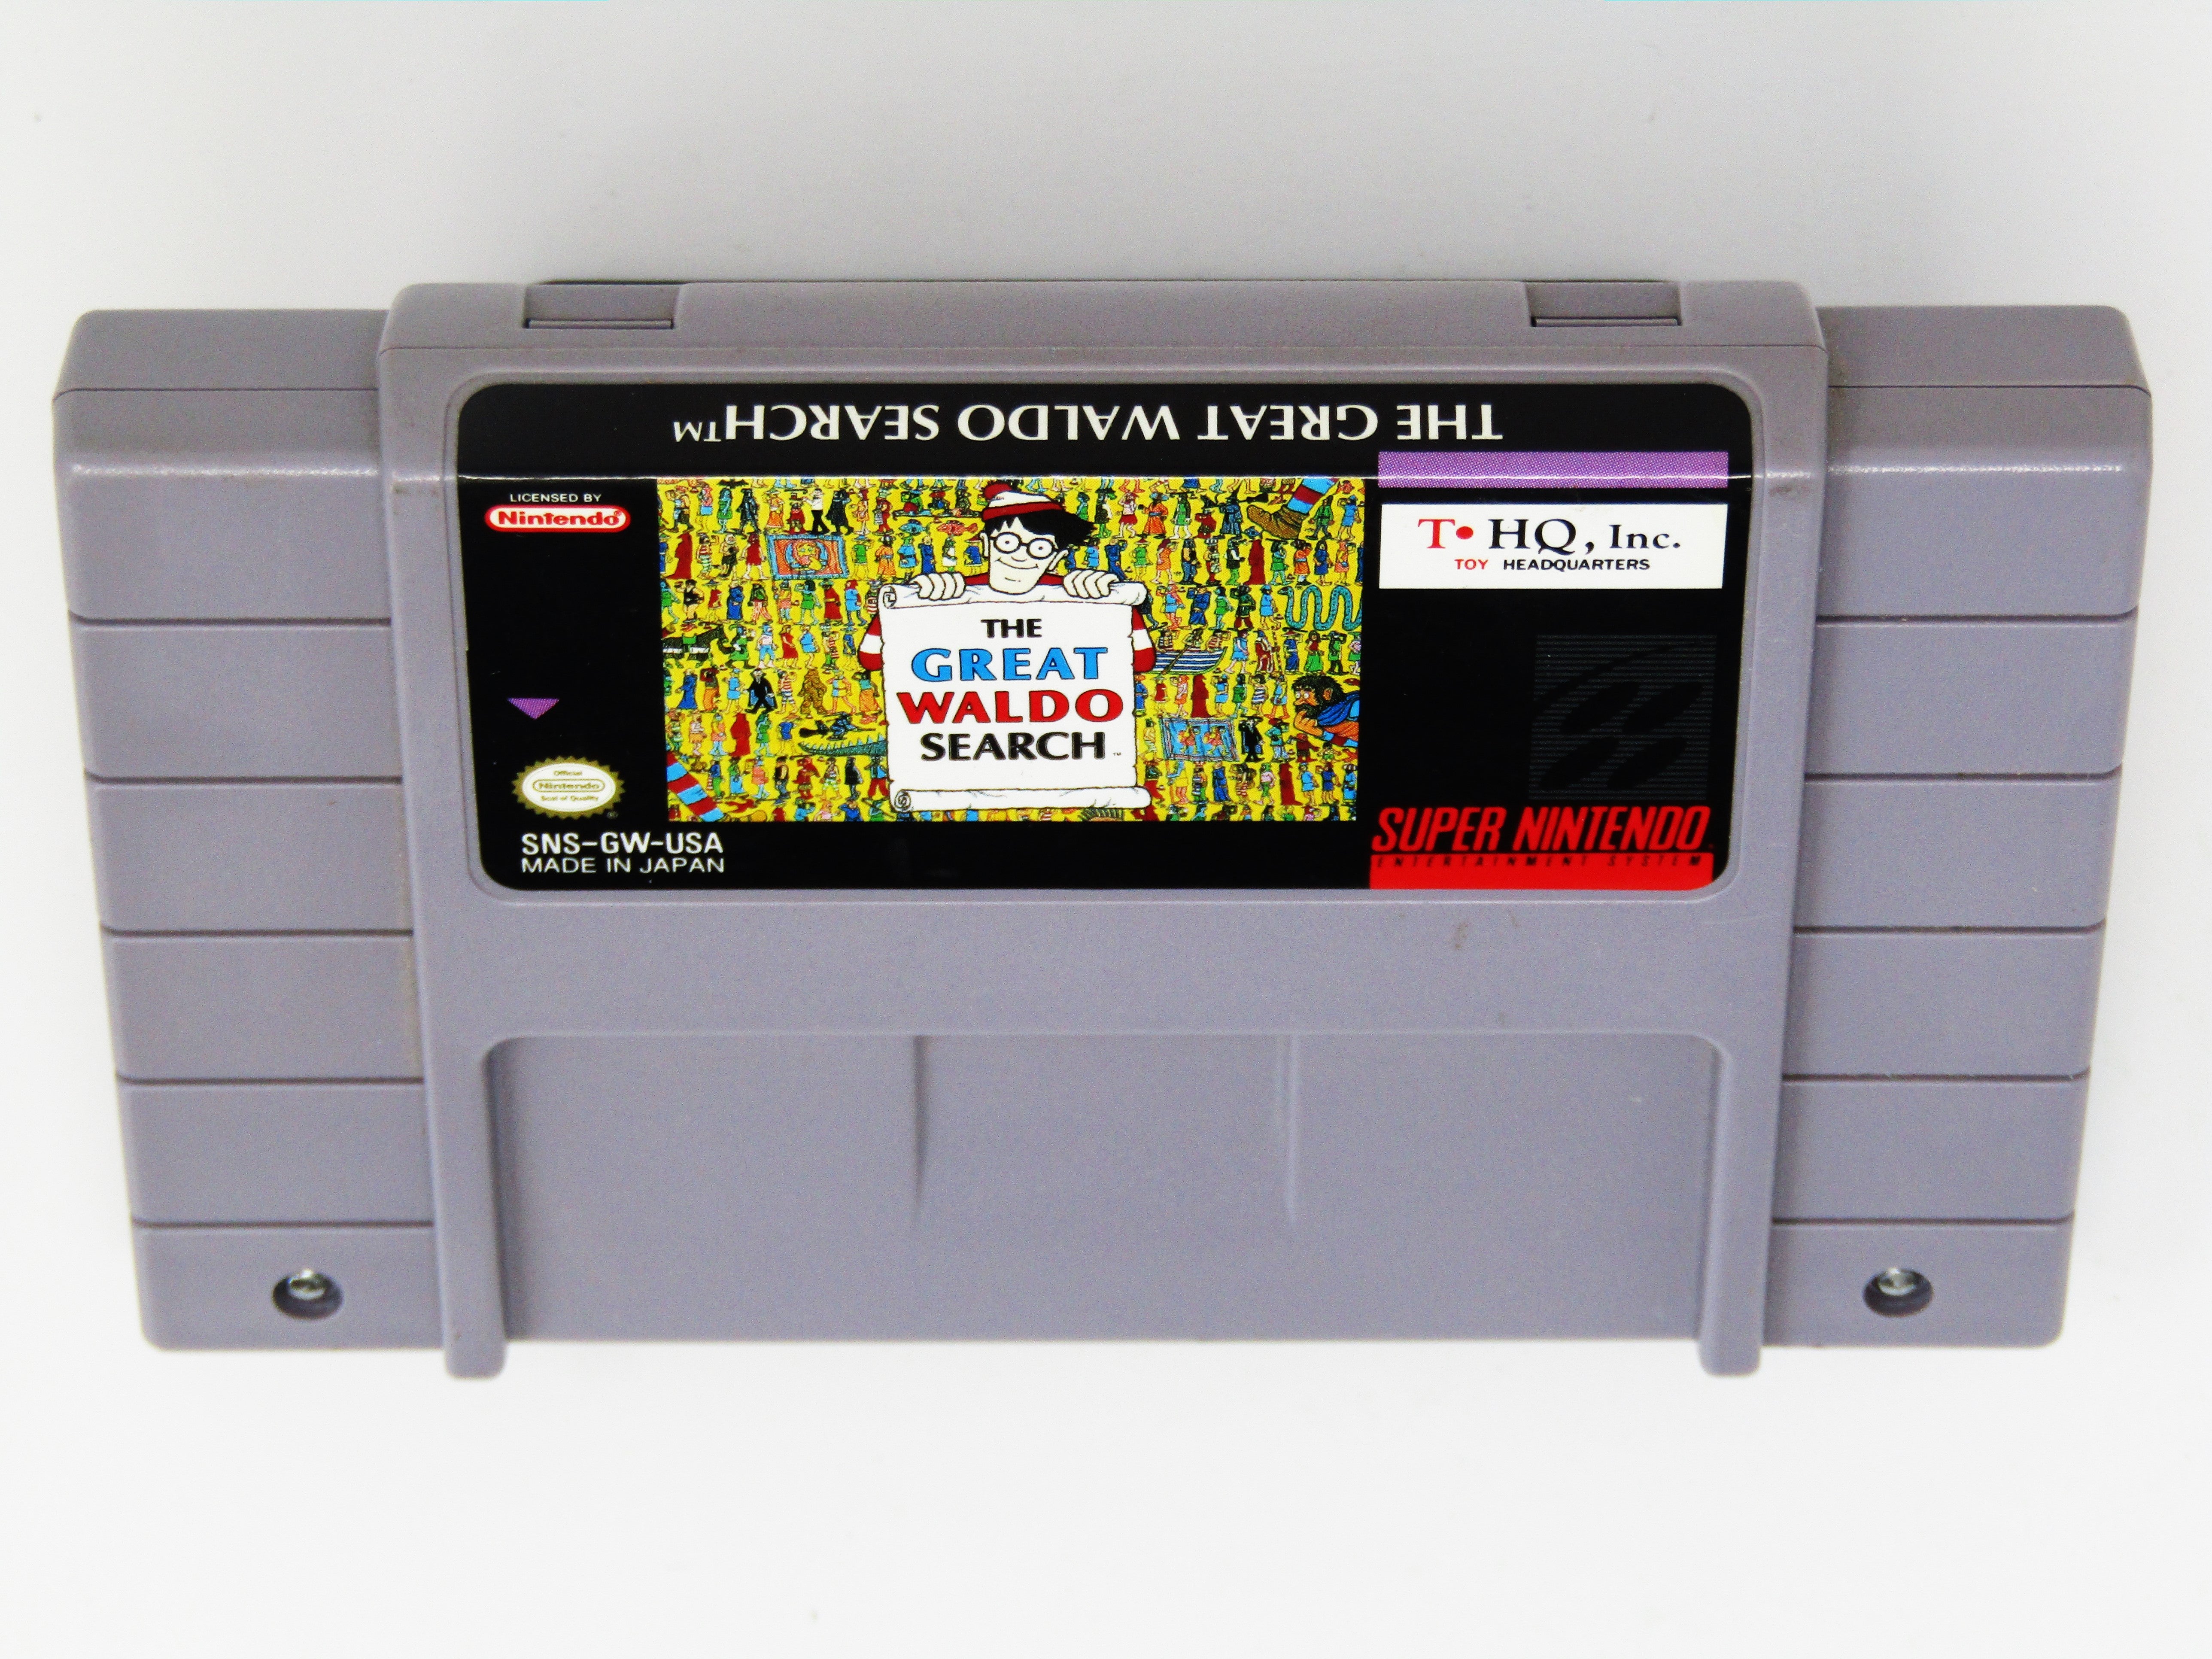 THE GREAT WALDO SEARCH™
LICENSED BY
Nintendo®
T•HQ, Inc.
TOY HEADQUARTERS
THE
GREAT
WALDO
SEARCH™
Official
Nintendo
Seal of Quality
SNS-GW-USA
MADE IN JAPAN
SUPER NINTENDO
ENTERTAINMENT SYSTEM